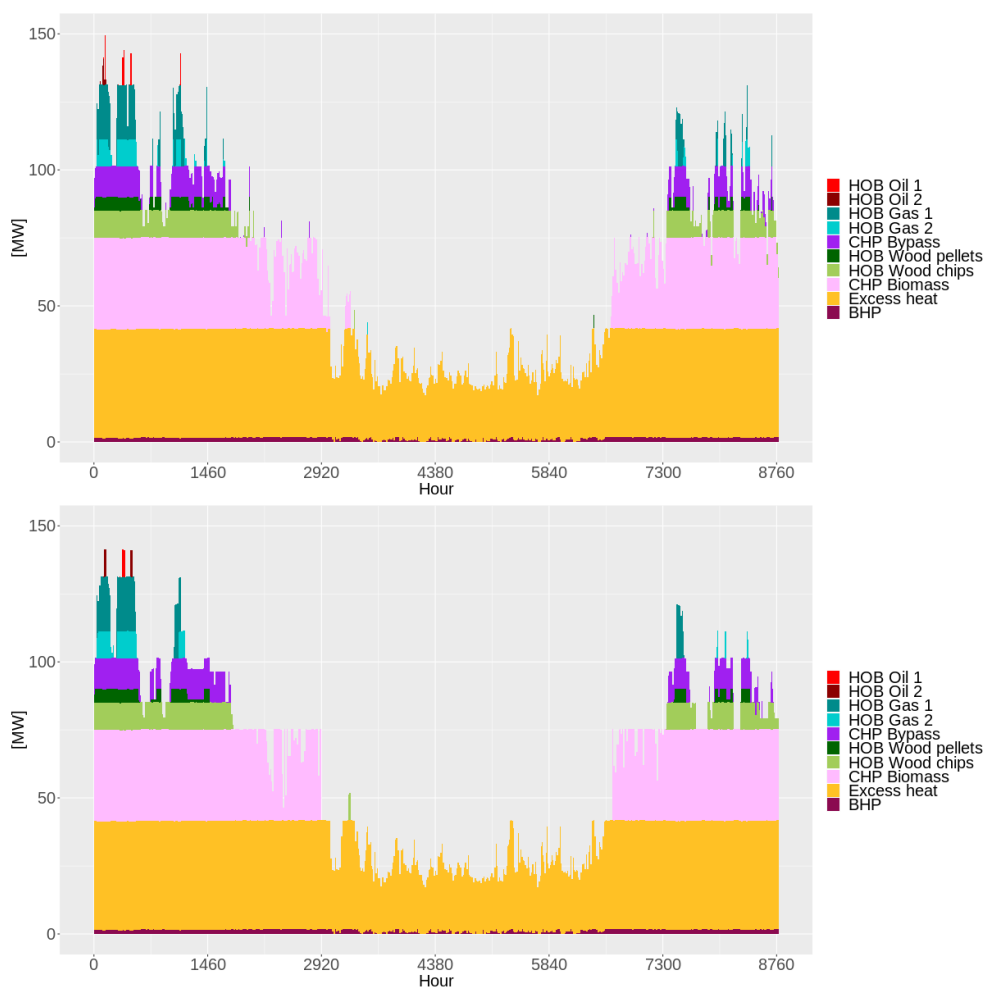 150
100
50
0
[MW]
0 1460 2920 4380 5840 7300 8760
Hour
HOB Oil 1
HOB Oil 2
HOB Gas 1
HOB Gas 2
CHP Bypass
HOB Wood pellets
HOB Wood chips
CHP Biomass
Excess heat
BHP
150
100
50
0
[MW]
0 1460 2920 4380 5840 7300 8760
Hour
HOB Oil 1
HOB Oil 2
HOB Gas 1
HOB Gas 2
CHP Bypass
HOB Wood pellets
HOB Wood chips
CHP Biomass
Excess heat
BHP